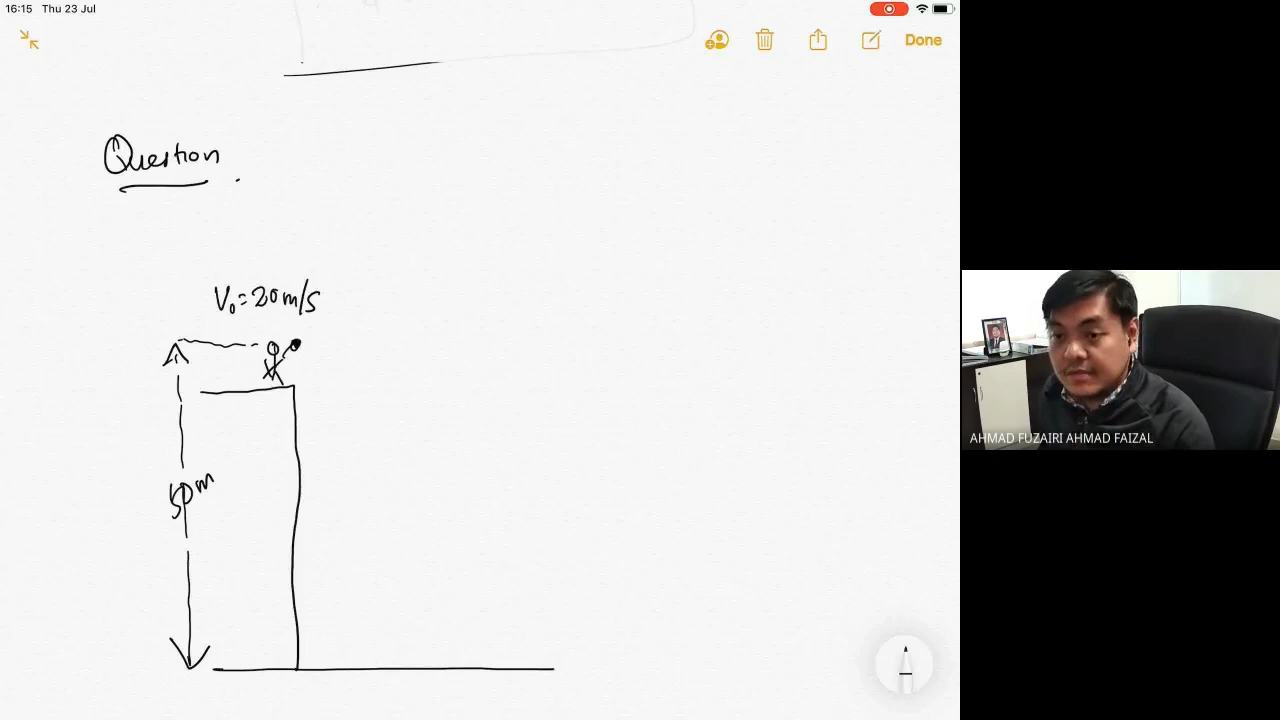 16:15 Thu 23 Jul
Done
Question
V₀=20m/s
50m
AHMAD FUZAIRI AHMAD FAIZAL